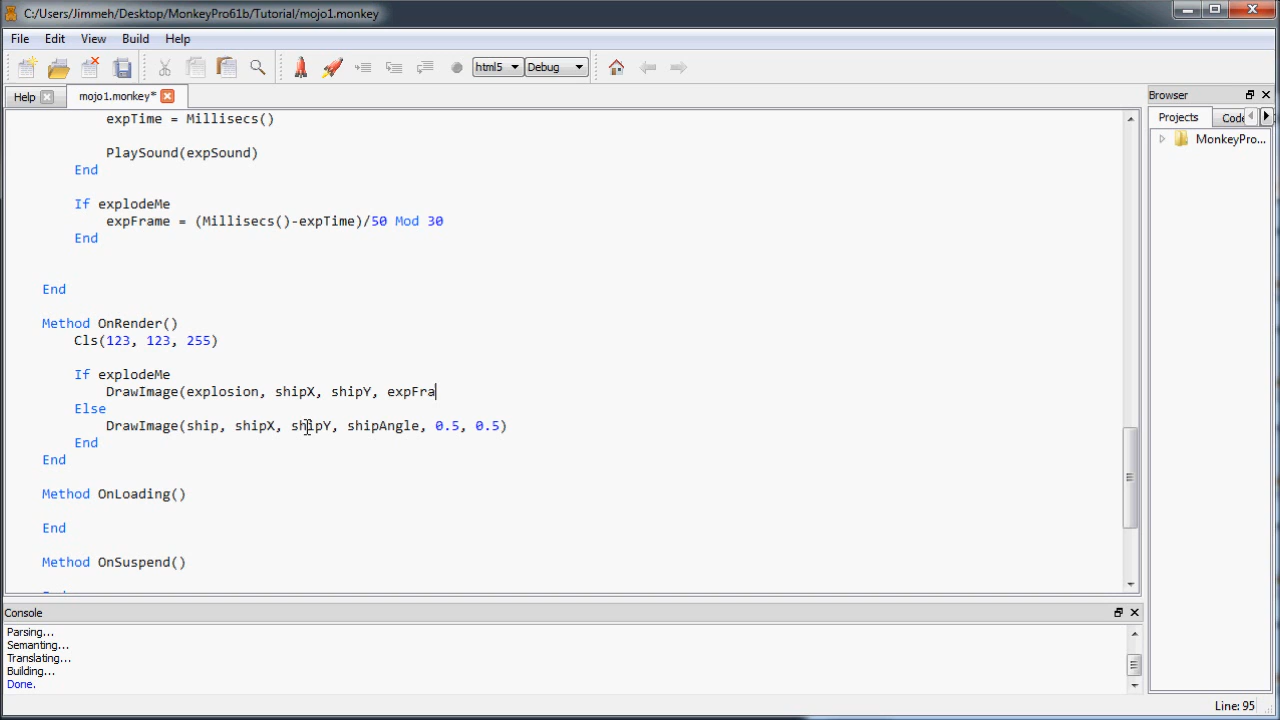 C:/Users/Jimmeh/Desktop/MonkeyPro61b/Tutorial/mojo1.monkey
File Edit View Build Help
html5 Debug
Help mojo1.monkey*
expTime = Millisecs()
PlaySound(expSound)
End
If explodeMe
expFrame = (Millisecs()-expTime)/50 Mod 30
End
End
Method OnRender()
Cls(123, 123, 255)
If explodeMe
DrawImage(explosion, shipX, shipY, expFra
Else
DrawImage(ship, shipX, shipY, shipAngle, 0.5, 0.5)
End
End
Method OnLoading()
End
Method OnSuspend()
Browser
Projects Code
MonkeyPro...
Console
Parsing...
Semanting...
Translating...
Building...
Done.
Line: 95